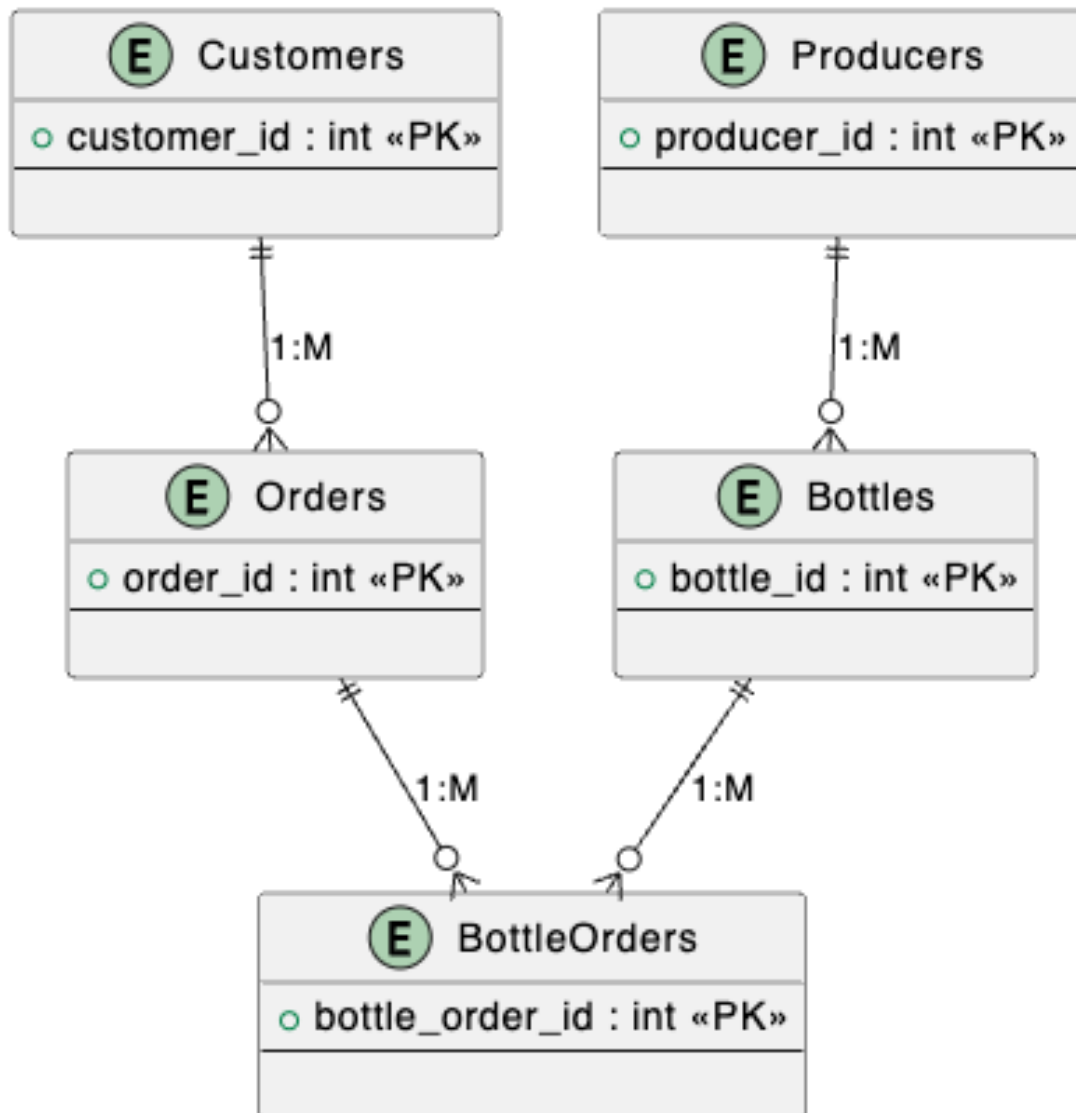 E Customers
customer_id : int «PK»
E Producers
producer_id : int «PK»
1:M
1:M
E Orders
order_id : int «PK»
E Bottles
bottle_id : int «PK»
1:M
1:M
E BottleOrders
bottle_order_id : int «PK»